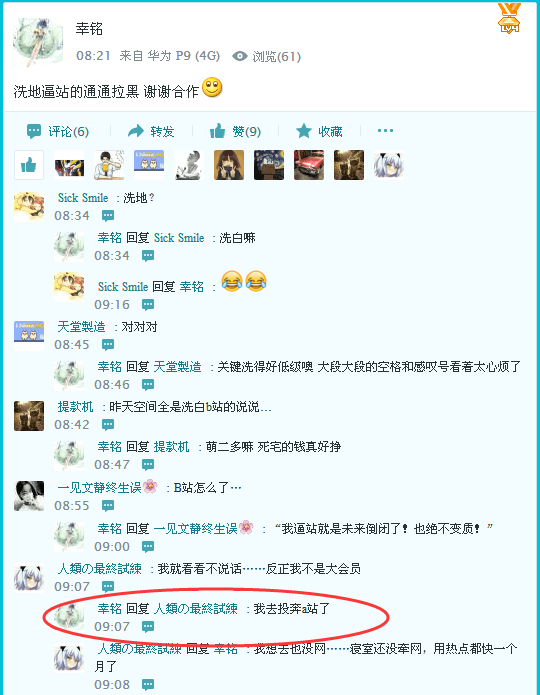 幸铭
08:21 来自 华为 P9 (4G) 浏览(61)
洗地逼站的通通拉黑 谢谢合作
评论(6) 转发 赞(9) 收藏
Sick Smile ：洗地？
08:34
幸铭 回复 Sick Smile ：洗白嘛
08:34
Sick Smile 回复 幸铭 ：
09:16
天堂製造 ：对对对
08:45
幸铭 回复 天堂製造 ：关键洗得好低级噢 大段大段的空格和感叹号看着太心烦了
08:46
提款机 ：昨天空间全是洗白b站的说说…
08:42
幸铭 回复 提款机 ：萌二多嘛 死宅的钱真好挣
08:47
一见文静终生误 ：B站怎么了…
08:55
幸铭 回复 一见文静终生误 ：“我逼站就是未来倒闭了！也绝不变质！”
09:00
人類の最終試練 ：我就看看不说话……反正我不是大会员
09:07
幸铭 回复 人類の最終試練 ：我去投奔a站了
09:07
人類の最終試練 回复 幸铭 ：我想去也没网……寝室还没牵网，用热点都快一个
月了
09:08